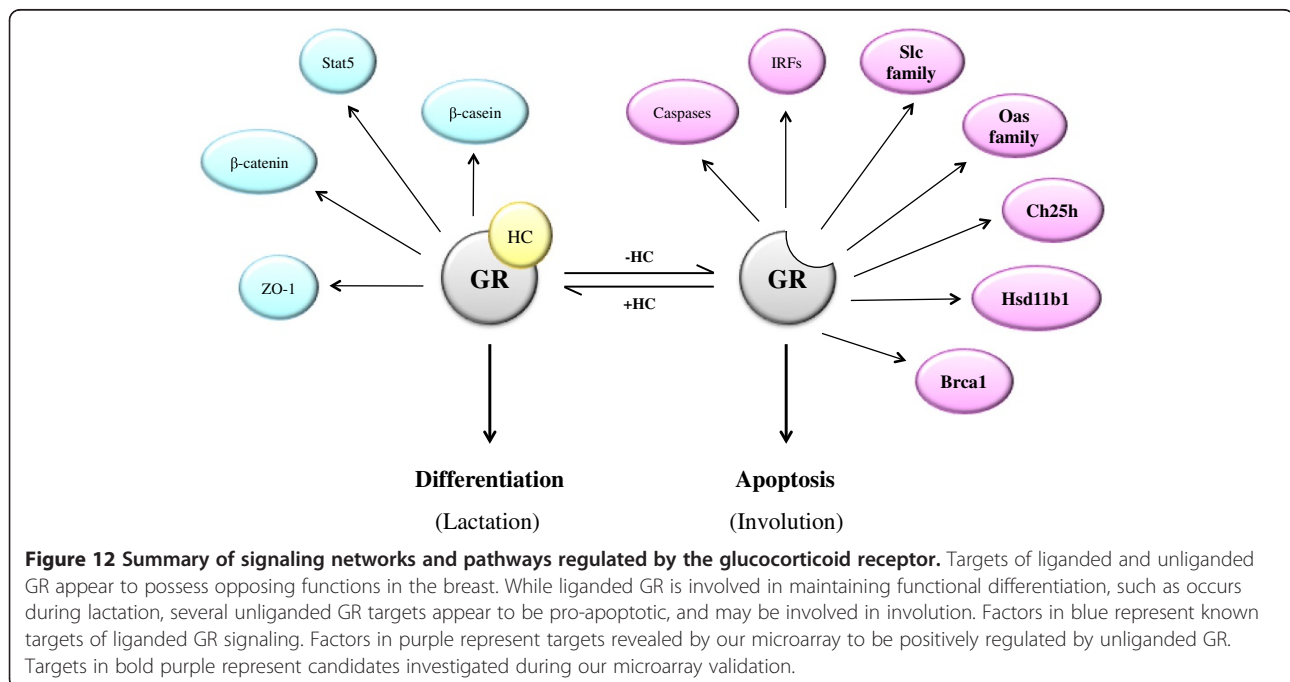 Stat5
IRFs
Slc
family
β-casein
Caspases
Oas
family
β-catenin
Ch25h
HC
GR
-HC
+HC
GR
ZO-1
Hsd11b1
Brca1
Differentiation
(Lactation)
Apoptosis
(Involution)
Figure 12 Summary of signaling networks and pathways regulated by the glucocorticoid receptor. Targets of liganded and unliganded
GR appear to possess opposing functions in the breast. While liganded GR is involved in maintaining functional differentiation, such as occurs
during lactation, several unliganded GR targets appear to be pro-apoptotic, and may be involved in involution. Factors in blue represent known
targets of liganded GR signaling. Factors in purple represent targets revealed by our microarray to be positively regulated by unliganded GR.
Targets in bold purple represent candidates investigated during our microarray validation.